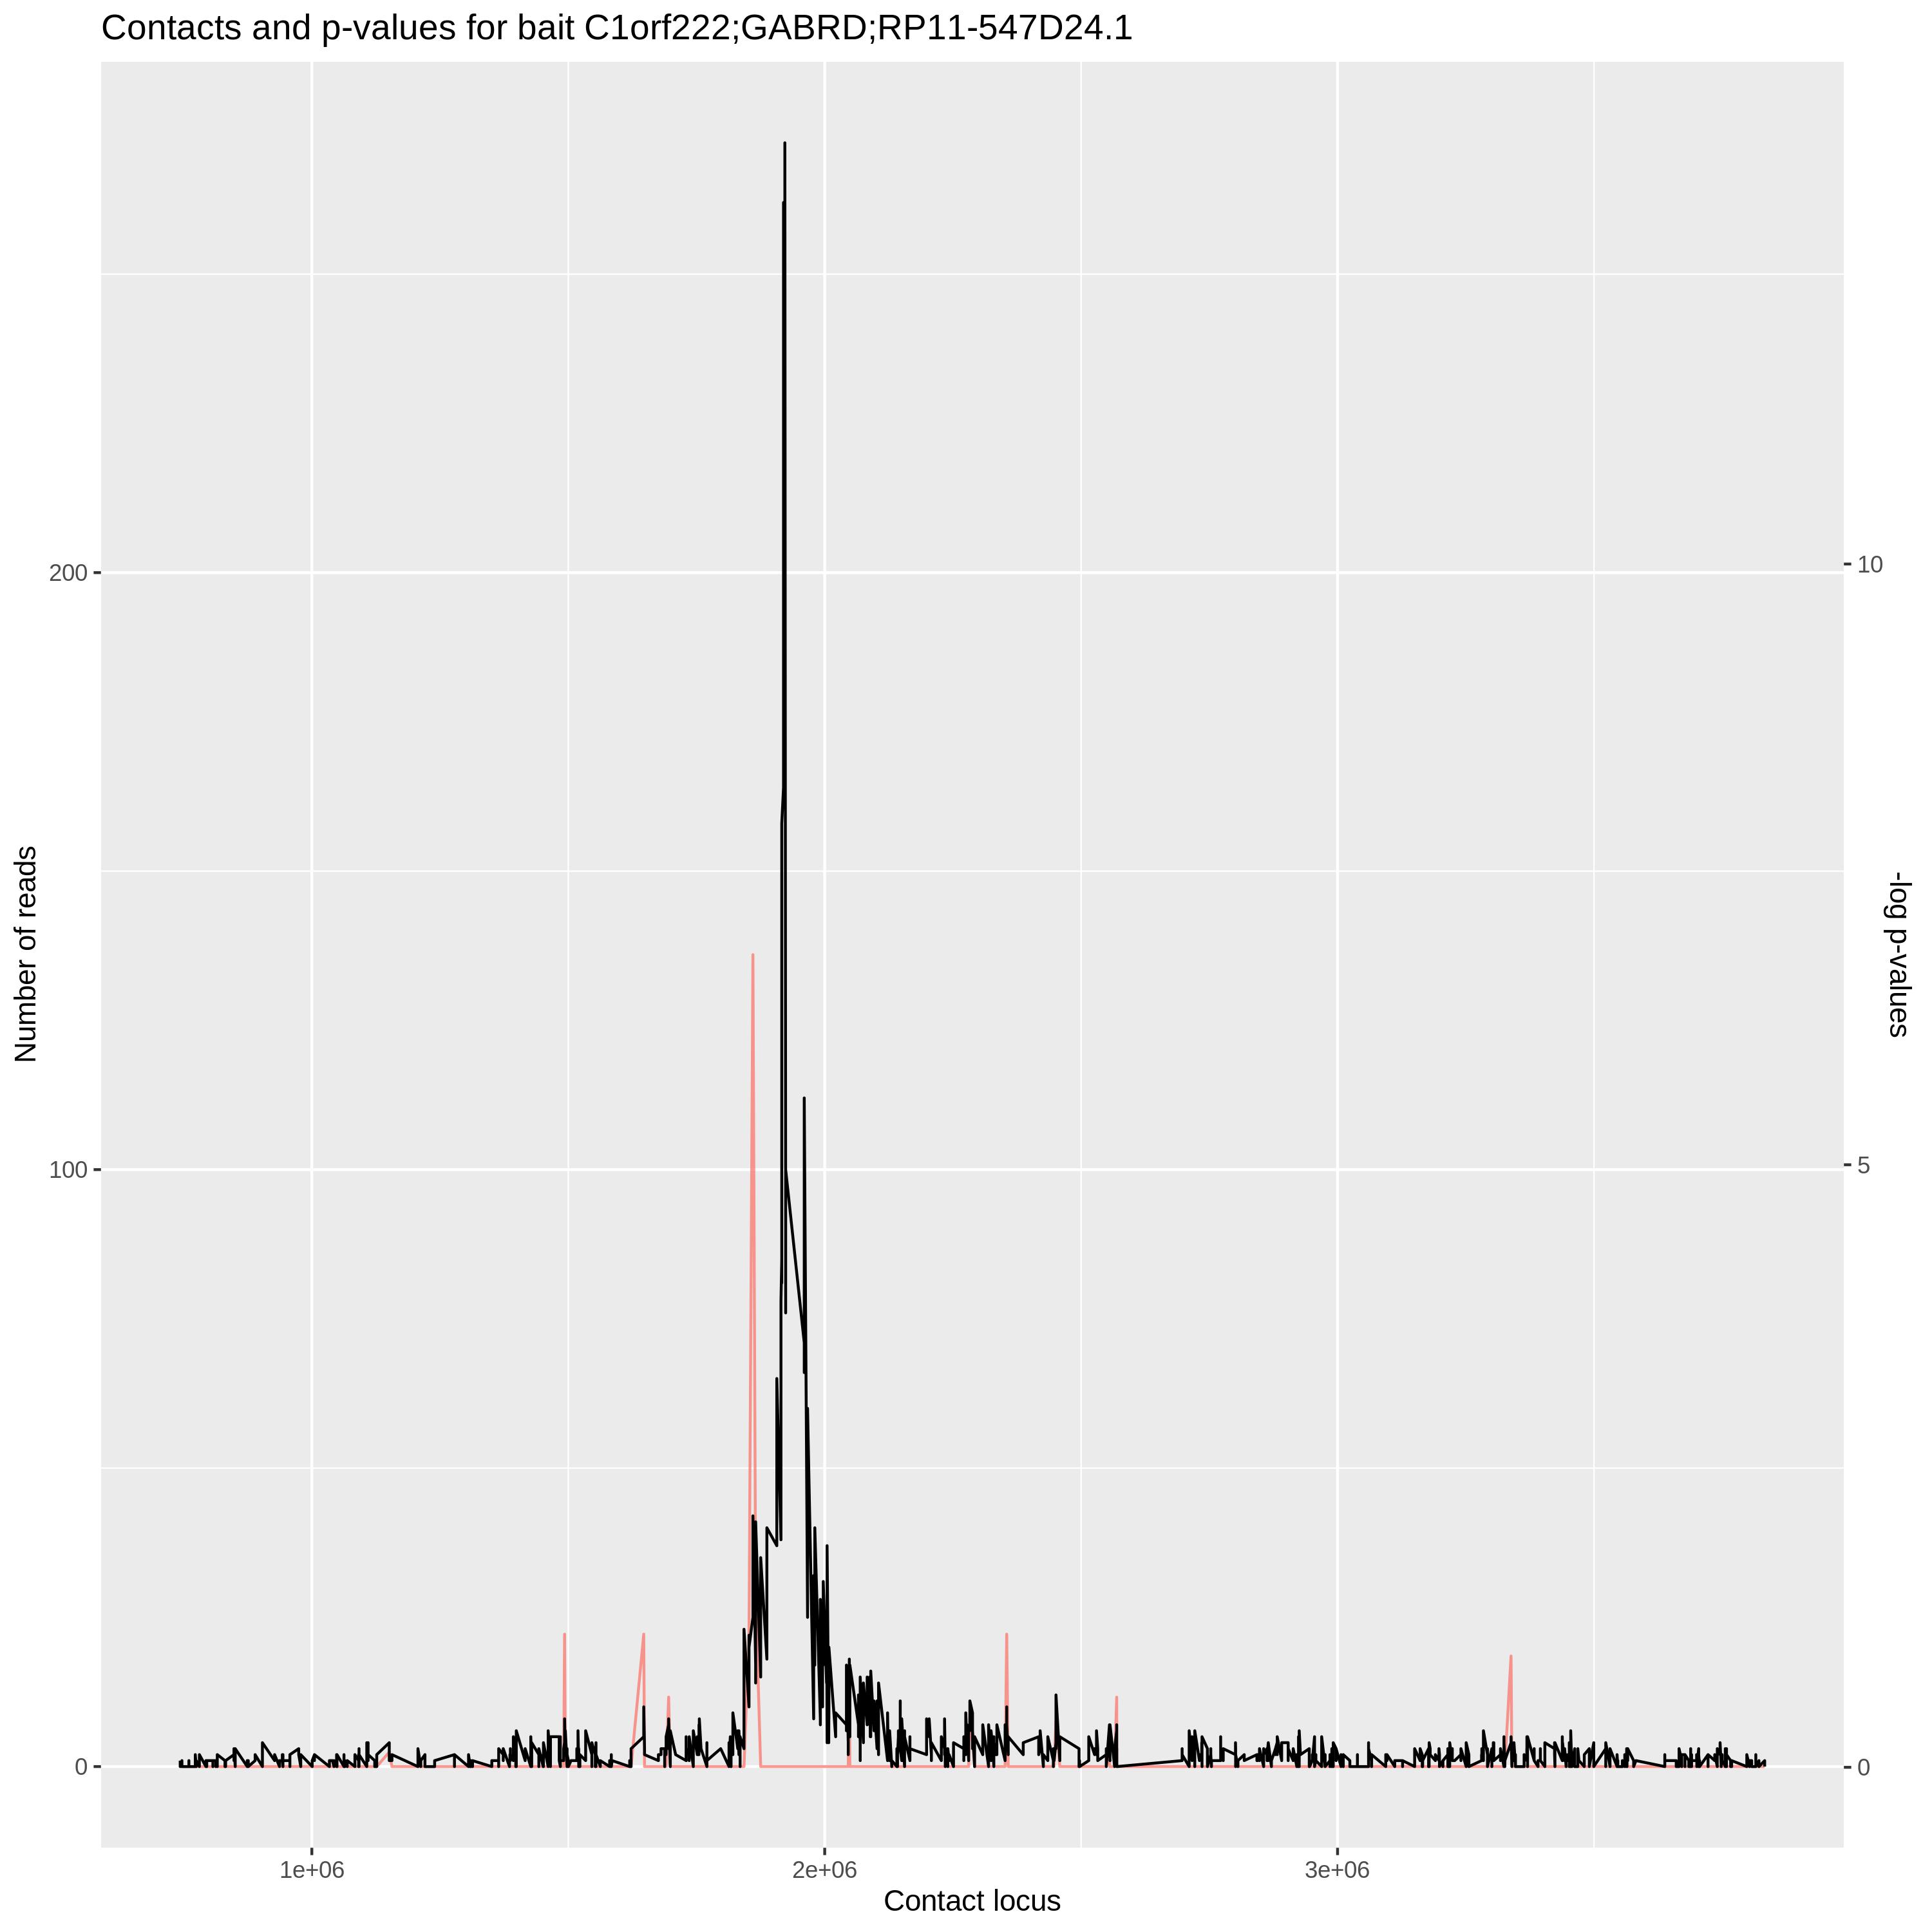 Contacts and p-values for bait C1orf222;GABRD;RP11-547D24.1
Number of reads
200
100
0
10
5
0
-log p-values
1e+06
2e+06
3e+06
Contact locus